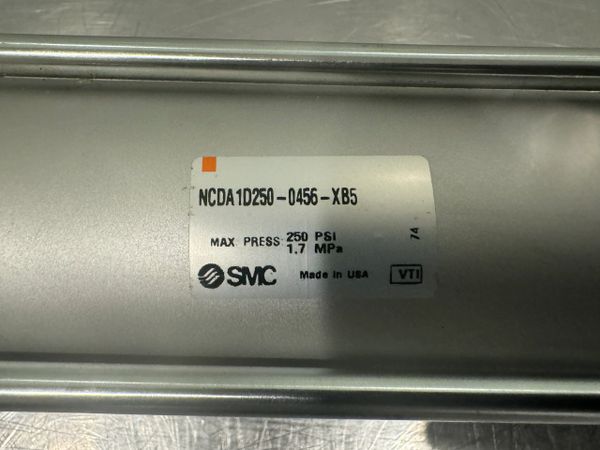 NCDA1D250-0456-XB5
MAX. PRESS. 250 PSI
1.7 MPa
74
SMC Made in USA VTI